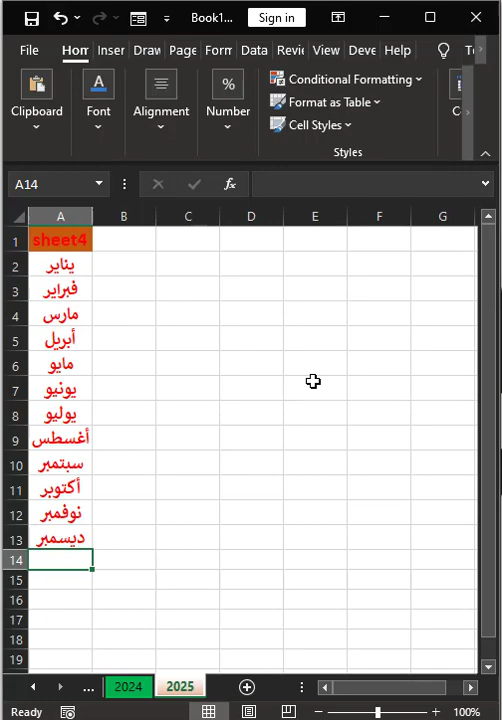 Book1...
Sign in
File
Hon
Inser
Draw
Page
Form
Data
Revie
View
Deve
Help
Clipboard
Font
Alignment
Number
Conditional Formatting
Format as Table
Cell Styles
Styles
A14
fx
A B C D E F G
1 sheet4
2 يناير
3 فبراير
4 مارس
5 أبريل
6 مايو
7 يونيو
8 يوليو
9 أغسطس
10 سبتمبر
11 أكتوبر
12 نوفمبر
13 ديسمبر
14
15
16
17
18
19
... 2024 2025
Ready
100%